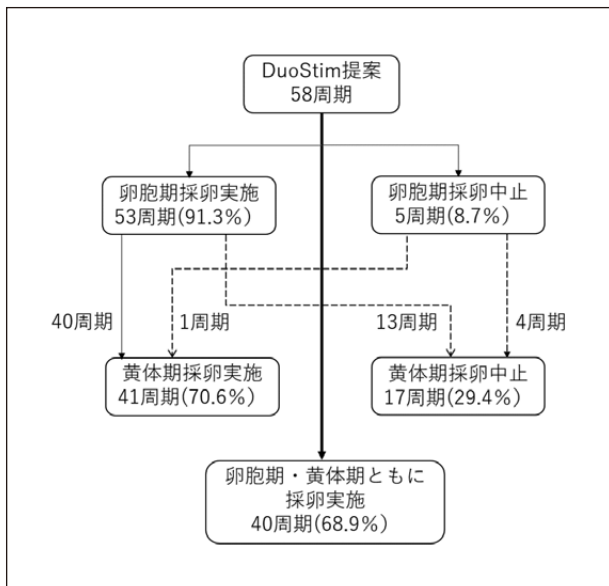 DuoStim提案
58周期
卵胞期採卵実施
53周期(91.3%)
卵胞期採卵中止
5周期(8.7%)
40周期
1周期
13周期
4周期
黄体期採卵実施
41周期(70.6%)
黄体期採卵中止
17周期(29.4%)
卵胞期・黄体期ともに
採卵実施
40周期(68.9%)